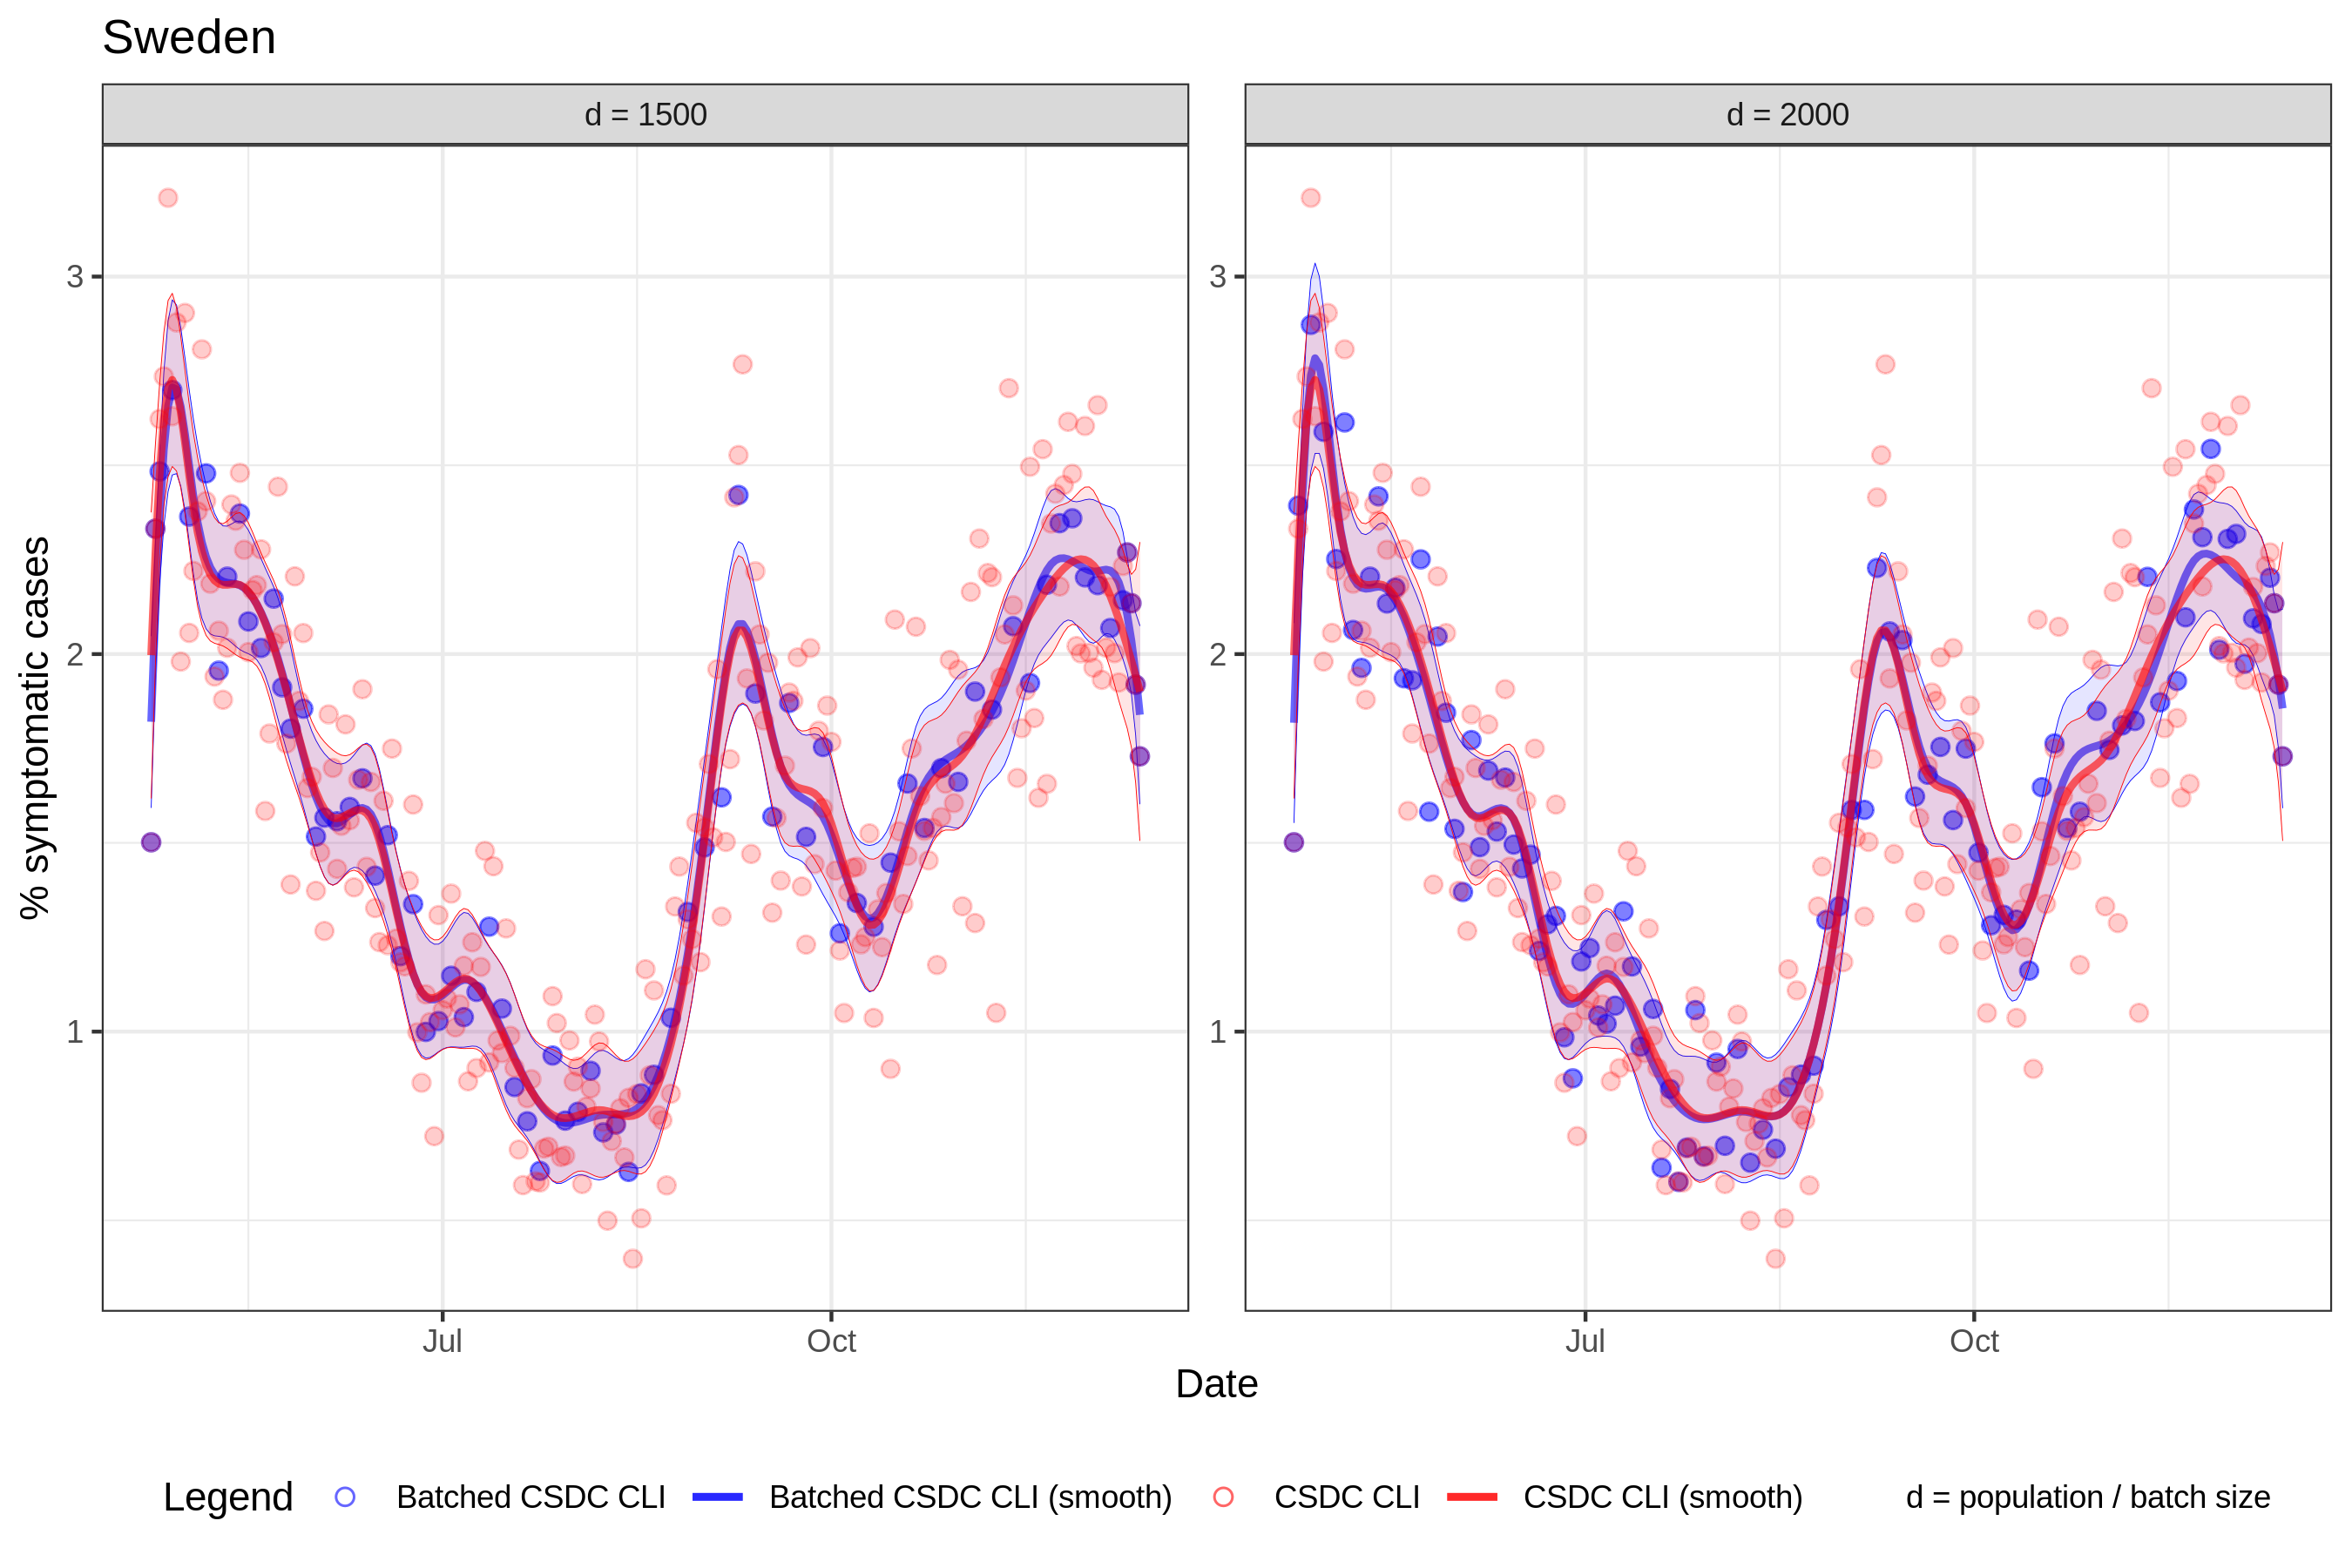 Sweden
d = 1500
d = 2000
% symptomatic cases
3
2
1
3
2
1
Jul
Oct
Jul
Oct
Date
Legend Batched CSDC CLI Batched CSDC CLI (smooth) CSDC CLI CSDC CLI (smooth) d = population / batch size